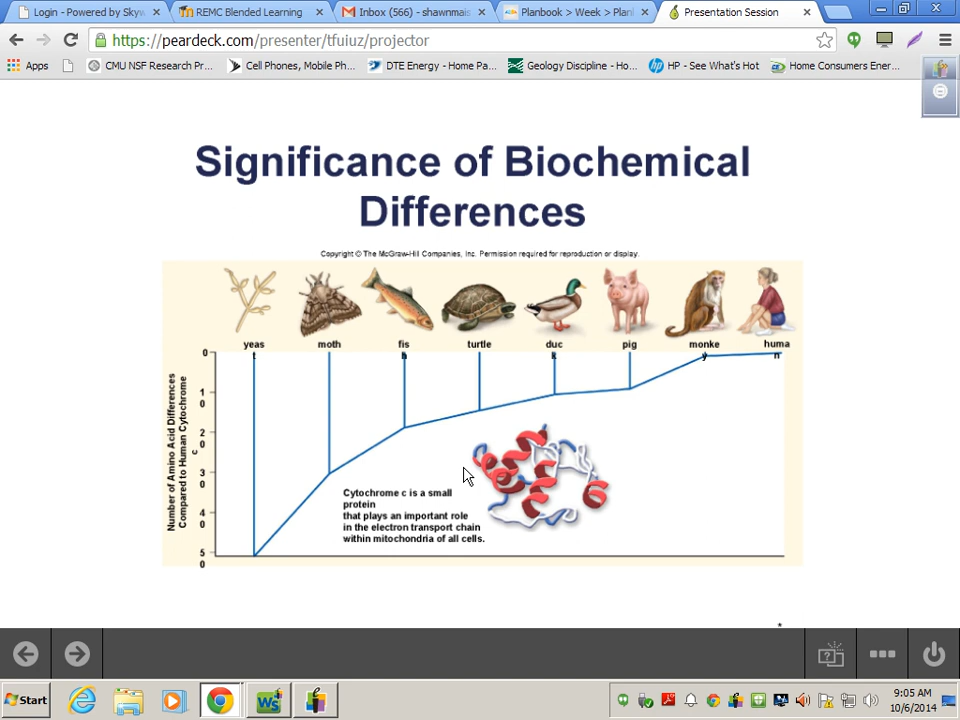 Login - Powered by Skyw
REMC Blended Learning
Inbox (566) - shawnmais
Planbook > Week > Plan
Presentation Session
https://peardeck.com/presenter/tfuiuz/projector
Apps
CMU NSF Research Pr...
Cell Phones, Mobile Ph...
DTE Energy - Home Pa...
Geology Discipline - Ho...
HP - See What's Hot
Home Consumers Ener...
Significance of Biochemical
Differences
Copyright © The McGraw-Hill Companies, Inc. Permission required for reproduction or display.
yeas
t
moth
fis
h
turtle
duc
k
pig
monke
y
huma
n
Number of Amino Acid Differences
Compared to Human Cytochrome
c
0
1
0
2
0
3
0
4
0
5
0
Cytochrome c is a small
protein
that plays an important role
in the electron transport chain
within mitochondria of all cells.
*
Start
9:05 AM
10/6/2014